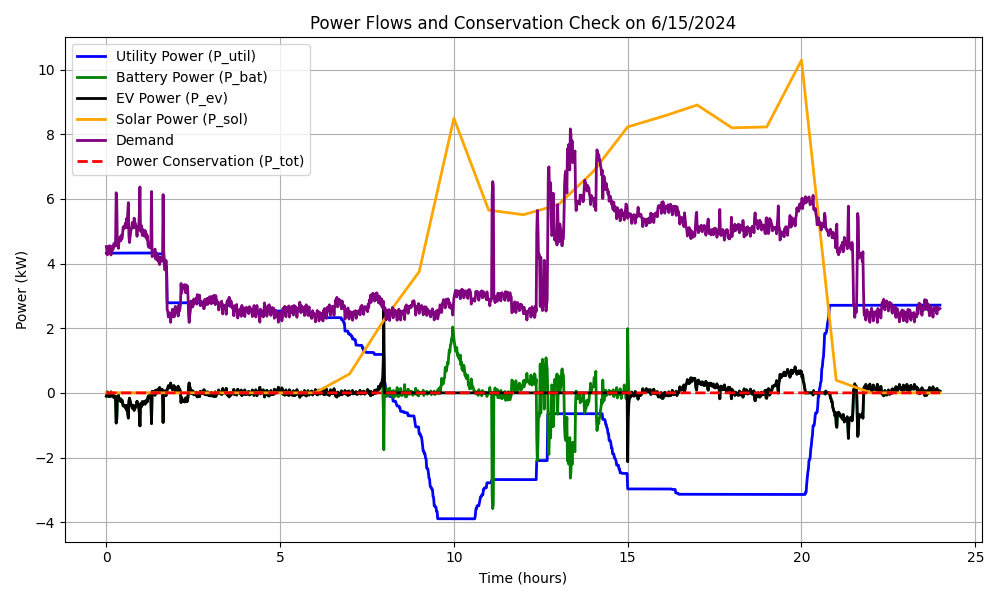 Power Flows and Conservation Check on 6/15/2024
Utility Power (P_util)
Battery Power (P_bat)
EV Power (P_ev)
Solar Power (P_sol)
Demand
Power Conservation (P_tot)
Power (kW)
10
8
6
4
2
0
−2
−4
0
5
10
15
20
25
Time (hours)